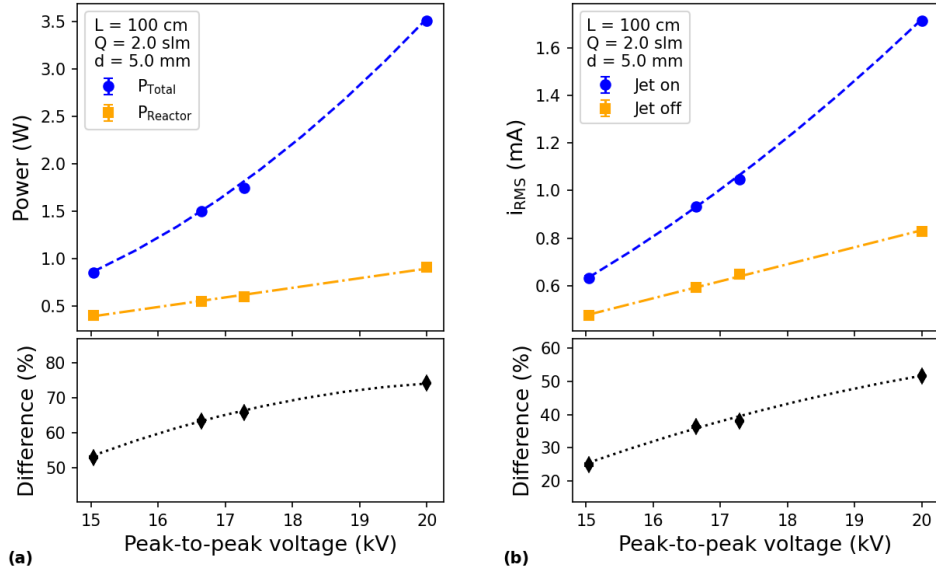 L = 100 cm
Q = 2.0 slm
d = 5.0 mm
P_Total
P_Reactor
Power (W)
3.5
3.0
2.5
2.0
1.5
1.0
0.5
Difference (%)
80
70
60
50
15 16 17 18 19 20
Peak-to-peak voltage (kV)
(a)
L = 100 cm
Q = 2.0 slm
d = 5.0 mm
Jet on
Jet off
i_RMS (mA)
1.6
1.4
1.2
1.0
0.8
0.6
Difference (%)
60
50
40
30
20
15 16 17 18 19 20
Peak-to-peak voltage (kV)
(b)